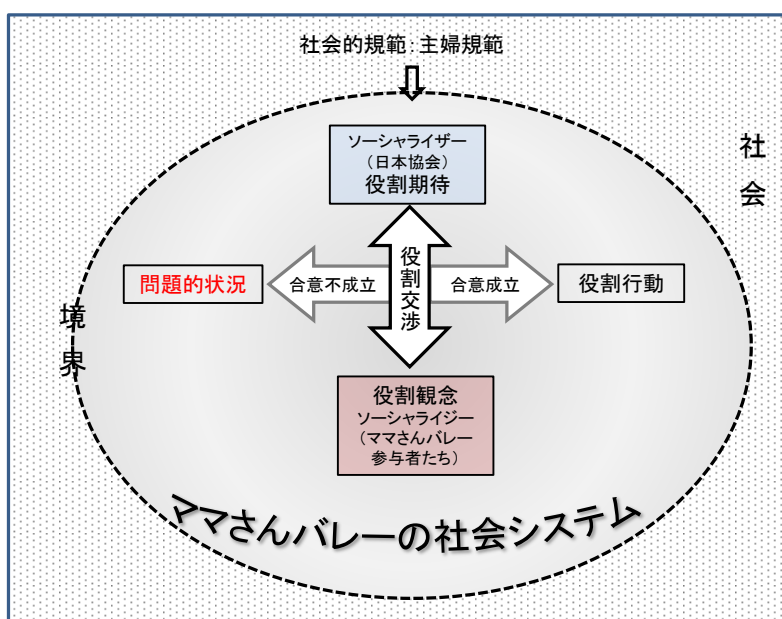 社会的規範：主婦規範
社
会
ソーシャライザー
（日本協会）
役割期待
問題的状況
合意不成立
役割交渉
合意成立
役割行動
境
界
役割観念
ソーシャライジー
（ママさんバレー
参与者たち）
ママさんバレーの社会システム